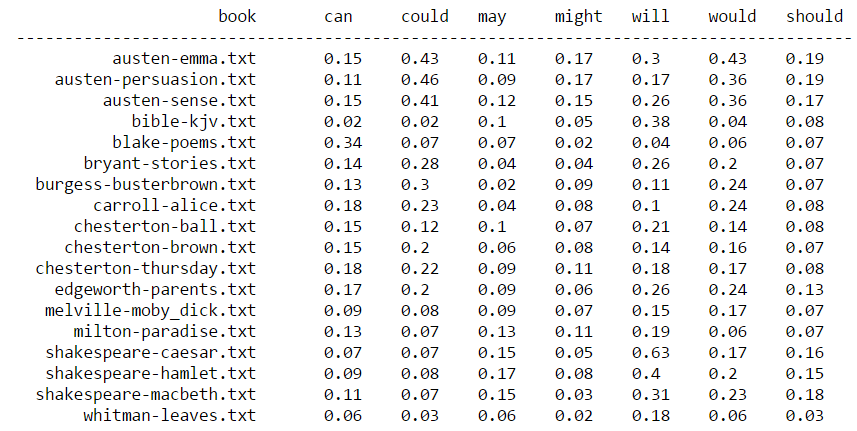 book can could may might will would should
--------------------------------------------------------------------------------------
austen-emma.txt 0.15 0.43 0.11 0.17 0.3 0.43 0.19
austen-persuasion.txt 0.11 0.46 0.09 0.17 0.17 0.36 0.19
austen-sense.txt 0.15 0.41 0.12 0.15 0.26 0.36 0.17
bible-kjv.txt 0.02 0.02 0.1 0.05 0.38 0.04 0.08
blake-poems.txt 0.34 0.07 0.07 0.02 0.04 0.06 0.07
bryant-stories.txt 0.14 0.28 0.04 0.04 0.26 0.2 0.07
burgess-busterbrown.txt 0.13 0.3 0.02 0.09 0.11 0.24 0.07
carroll-alice.txt 0.18 0.23 0.04 0.08 0.1 0.24 0.08
chesterton-ball.txt 0.15 0.12 0.1 0.07 0.21 0.14 0.08
chesterton-brown.txt 0.15 0.2 0.06 0.08 0.14 0.16 0.07
chesterton-thursday.txt 0.18 0.22 0.09 0.11 0.18 0.17 0.08
edgeworth-parents.txt 0.17 0.2 0.09 0.06 0.26 0.24 0.13
melville-moby_dick.txt 0.09 0.08 0.09 0.07 0.15 0.17 0.07
milton-paradise.txt 0.13 0.07 0.13 0.11 0.19 0.06 0.07
shakespeare-caesar.txt 0.07 0.07 0.15 0.05 0.63 0.17 0.16
shakespeare-hamlet.txt 0.09 0.08 0.17 0.08 0.4 0.2 0.15
shakespeare-macbeth.txt 0.11 0.07 0.15 0.03 0.31 0.23 0.18
whitman-leaves.txt 0.06 0.03 0.06 0.02 0.18 0.06 0.03